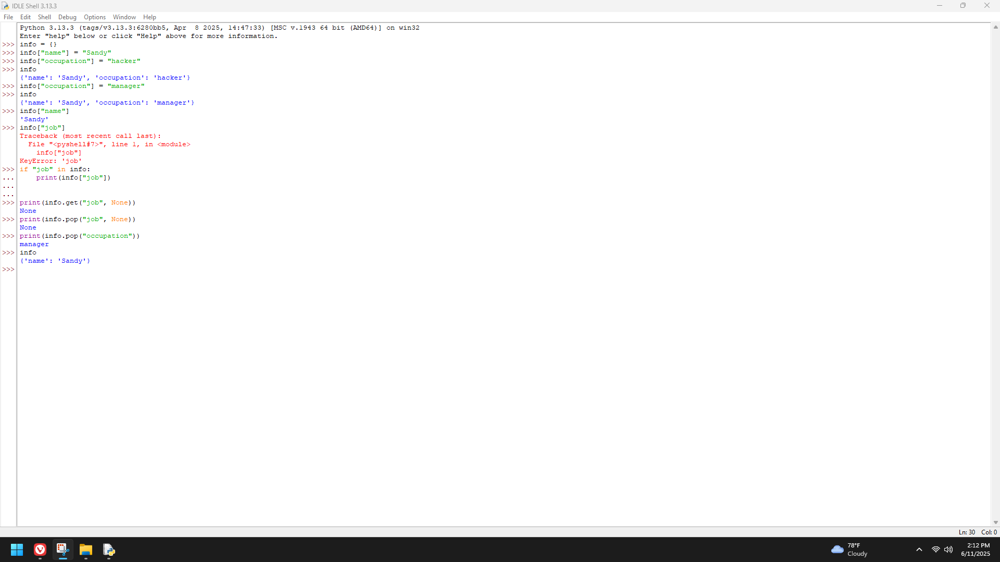 IDLE Shell 3.13.3
File Edit Shell Debug Options Window Help
Python 3.13.3 (tags/v3.13.3:6280bb5, Apr  8 2025, 14:47:33) [MSC v.1943 64 bit (AMD64)] on win32
Enter "help" below or click "Help" above for more information.
>>> info = {}
>>> info["name"] = "Sandy"
>>> info["occupation"] = "hacker"
>>> info
{'name': 'Sandy', 'occupation': 'hacker'}
>>> info["occupation"] = "manager"
>>> info
{'name': 'Sandy', 'occupation': 'manager'}
>>> info["name"]
'Sandy'
>>> info["job"]
Traceback (most recent call last):
  File "<pyshell#7>", line 1, in <module>
    info["job"]
KeyError: 'job'
>>> if "job" in info:
...     print(info["job"])
...
...
>>> print(info.get("job", None))
None
>>> print(info.pop("job", None))
None
>>> print(info.pop("occupation"))
manager
>>> info
{'name': 'Sandy'}
>>>
Ln: 30 Col: 0
78°F
Cloudy
2:12 PM
6/11/2025